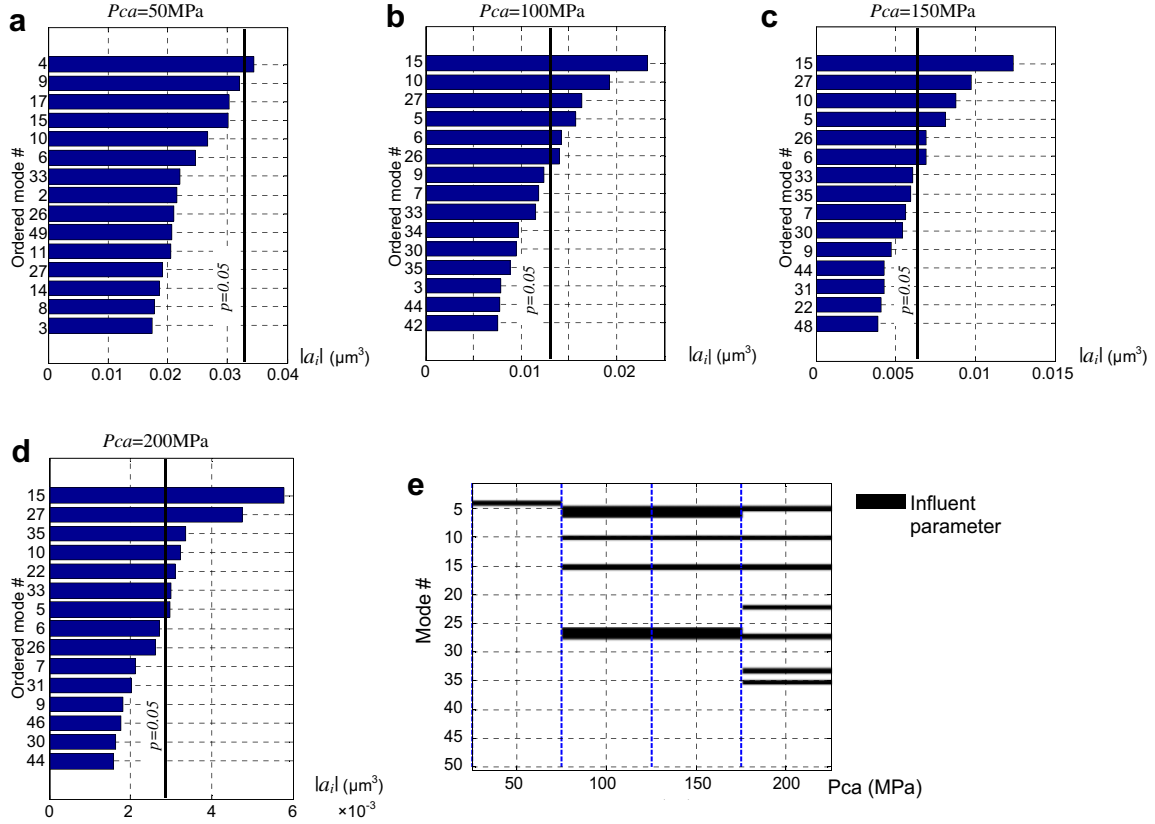 a
Pca=50MPa
4
9
17
15
10
6
33
2
26
49
11
27
14
8
3
Ordered mode #
p=0.05
0 0.01 0.02 0.03 0.04
|ai| (µm³)
b
Pca=100MPa
15
10
27
5
6
26
9
7
33
34
30
35
3
44
42
Ordered mode #
p=0.05
0 0.01 0.02
|ai| (µm³)
c
Pca=150MPa
15
27
10
5
26
6
33
35
7
30
9
44
31
22
48
Ordered mode #
p=0.05
0 0.005 0.01 0.015
|ai| (µm³)
d
Pca=200MPa
15
27
35
10
22
33
5
6
26
7
31
9
46
30
44
Ordered mode #
p=0.05
0 2 4 6
|ai| (µm³)
×10⁻³
e
5
10
15
20
25
30
35
40
45
50
Mode #
50 100 150 200
Pca (MPa)
Influent
parameter